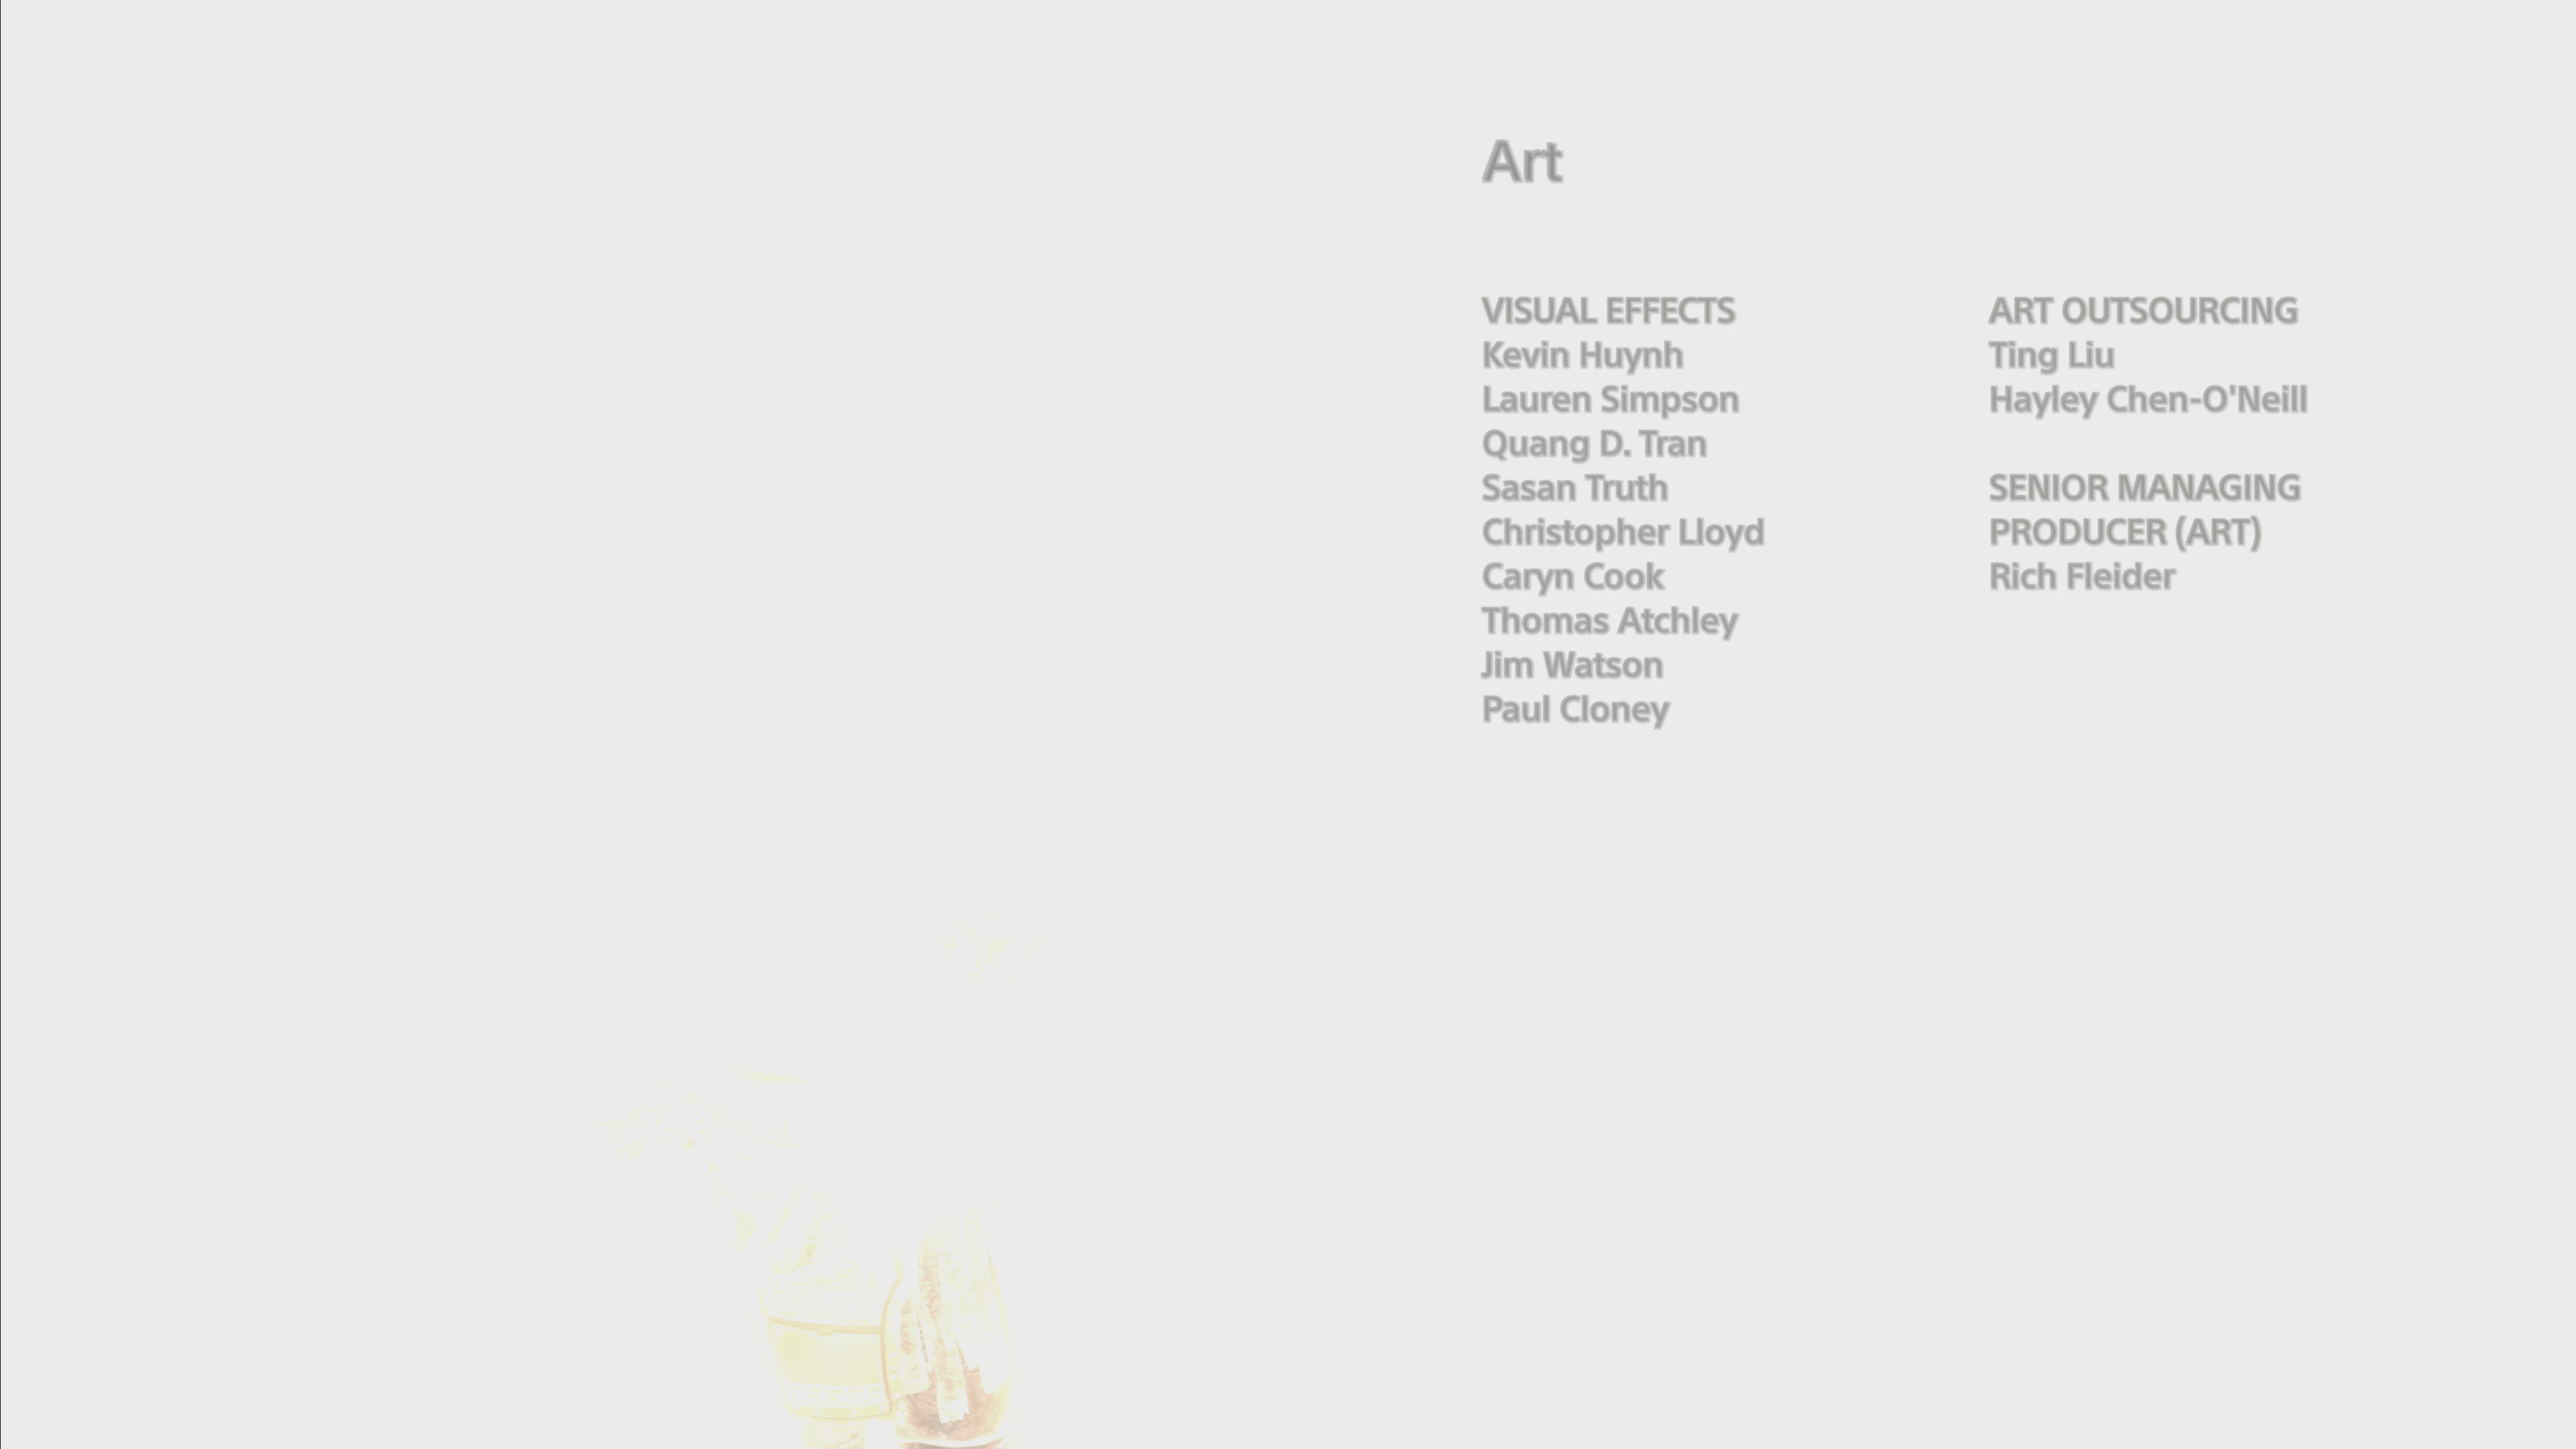 Art
VISUAL EFFECTS
Kevin Huynh
Lauren Simpson
Quang D. Tran
Sasan Truth
Christopher Lloyd
Caryn Cook
Thomas Atchley
Jim Watson
Paul Cloney
ART OUTSOURCING
Ting Liu
Hayley Chen-O'Neill
SENIOR MANAGING
PRODUCER (ART)
Rich Fleider